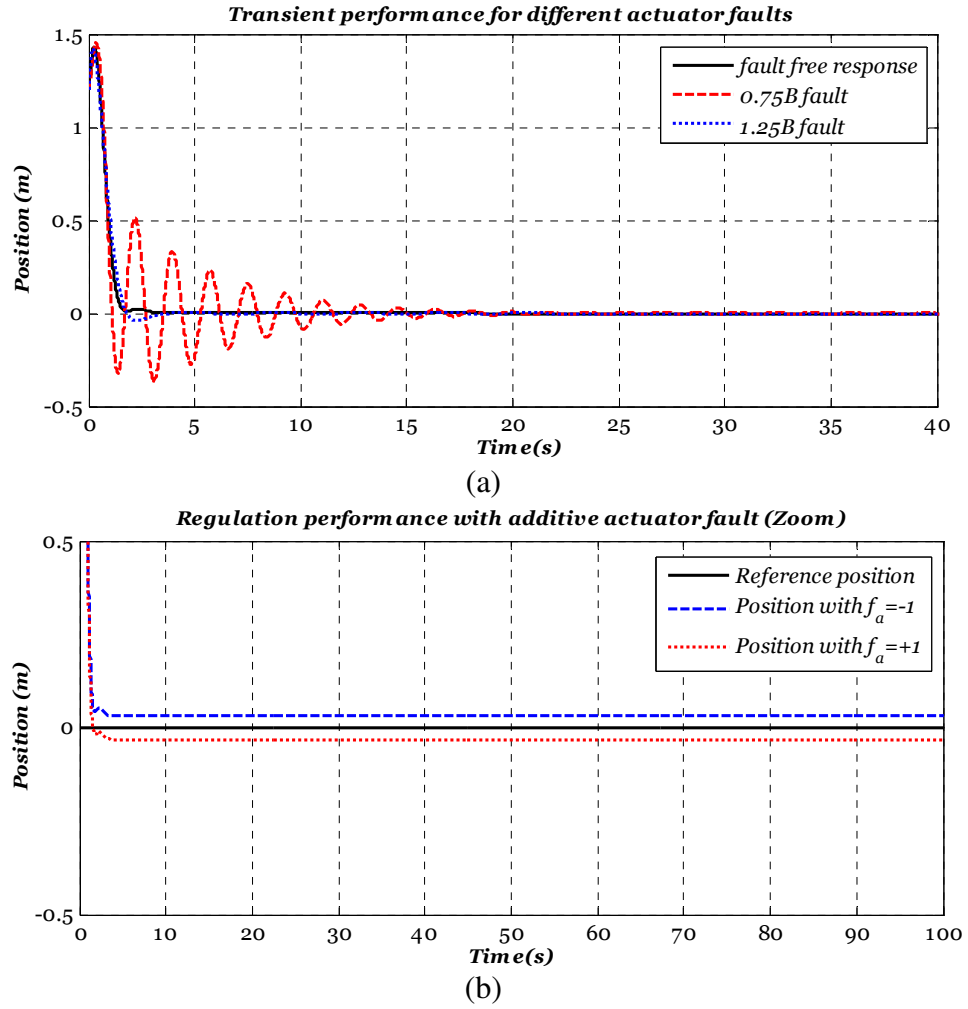 Transient performance for different actuator faults
1.5
1
0.5
0
-0.5
Position (m)
fault free response
0.75B fault
1.25B fault
0 5 10 15 20 25 30 35 40
Time(s)
(a)
Regulation performance with additive actuator fault (Zoom)
0.5
0
-0.5
Position (m)
Reference position
Position with f_a=-1
Position with f_a=+1
0 10 20 30 40 50 60 70 80 90 100
Time(s)
(b)